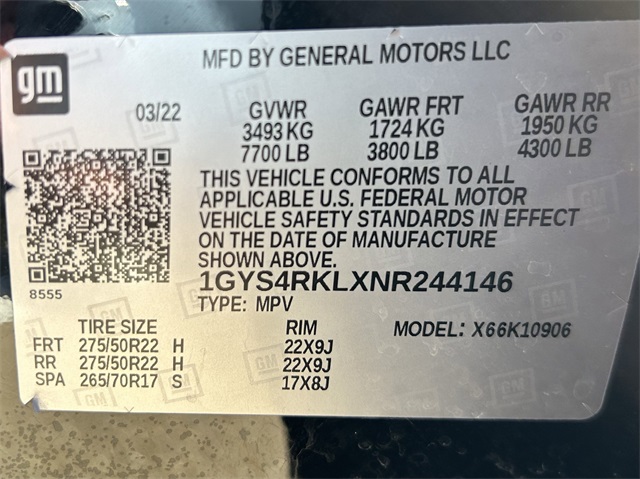 gm
MFD BY GENERAL MOTORS LLC
03/22 GVWR GAWR FRT GAWR RR
3493 KG 1724 KG 1950 KG
7700 LB 3800 LB 4300 LB
THIS VEHICLE CONFORMS TO ALL
APPLICABLE U.S. FEDERAL MOTOR
VEHICLE SAFETY STANDARDS IN EFFECT
ON THE DATE OF MANUFACTURE
SHOWN ABOVE.
8555
1GYS4RKLXNR244146
TYPE: MPV
TIRE SIZE RIM MODEL: X66K10906
FRT 275/50R22 H 22X9J
RR 275/50R22 H 22X9J
SPA 265/70R17 S 17X8J